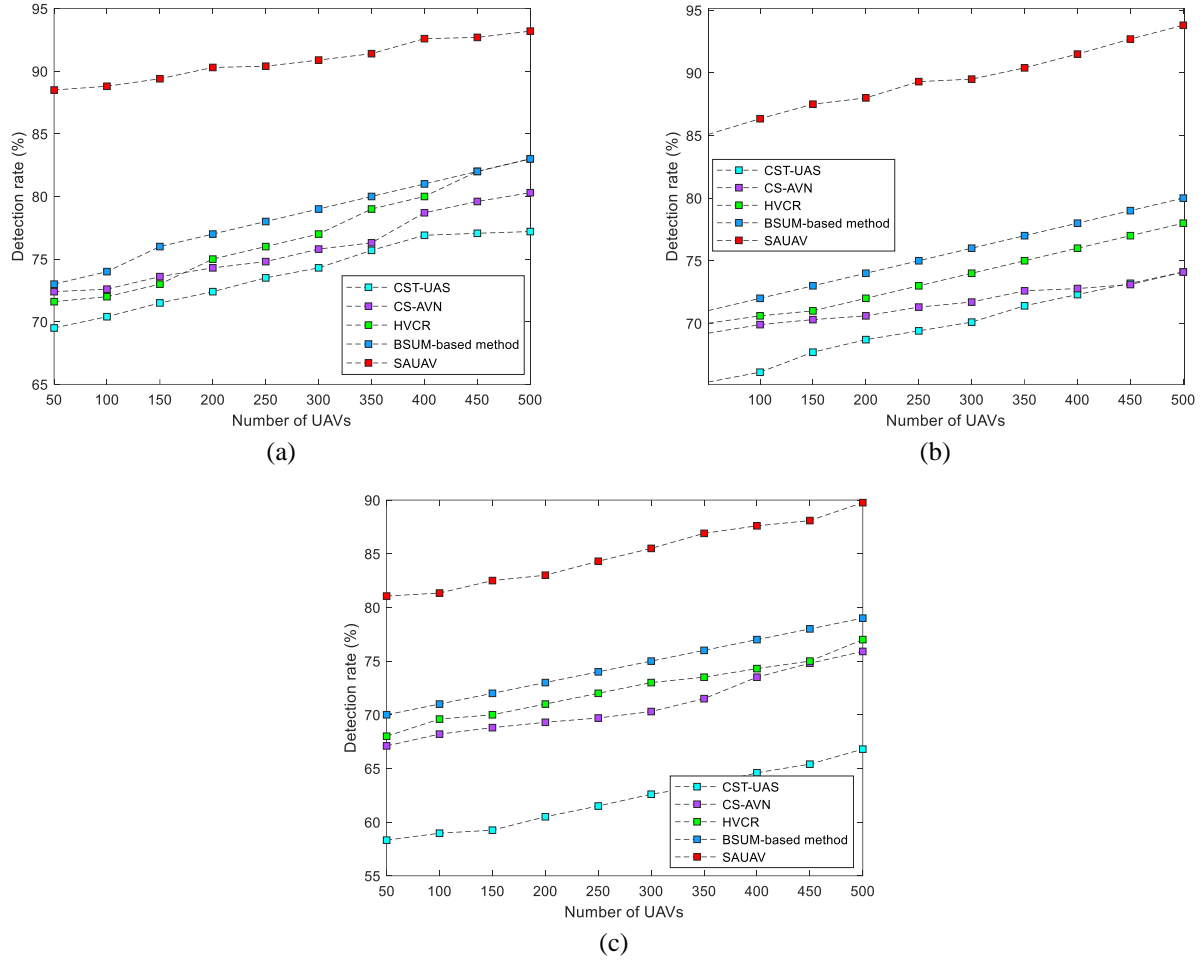 95
90
85
80
75
70
65
Detection rate (%)
50 100 150 200 250 300 350 400 450 500
Number of UAVs
CST-UAS
CS-AVN
HVCR
BSUM-based method
SAUAV
(a)
95
90
85
80
75
70
Detection rate (%)
100 150 200 250 300 350 400 450 500
Number of UAVs
CST-UAS
CS-AVN
HVCR
BSUM-based method
SAUAV
(b)
90
85
80
75
70
65
60
55
Detection rate (%)
50 100 150 200 250 300 350 400 450 500
Number of UAVs
CST-UAS
CS-AVN
HVCR
BSUM-based method
SAUAV
(c)